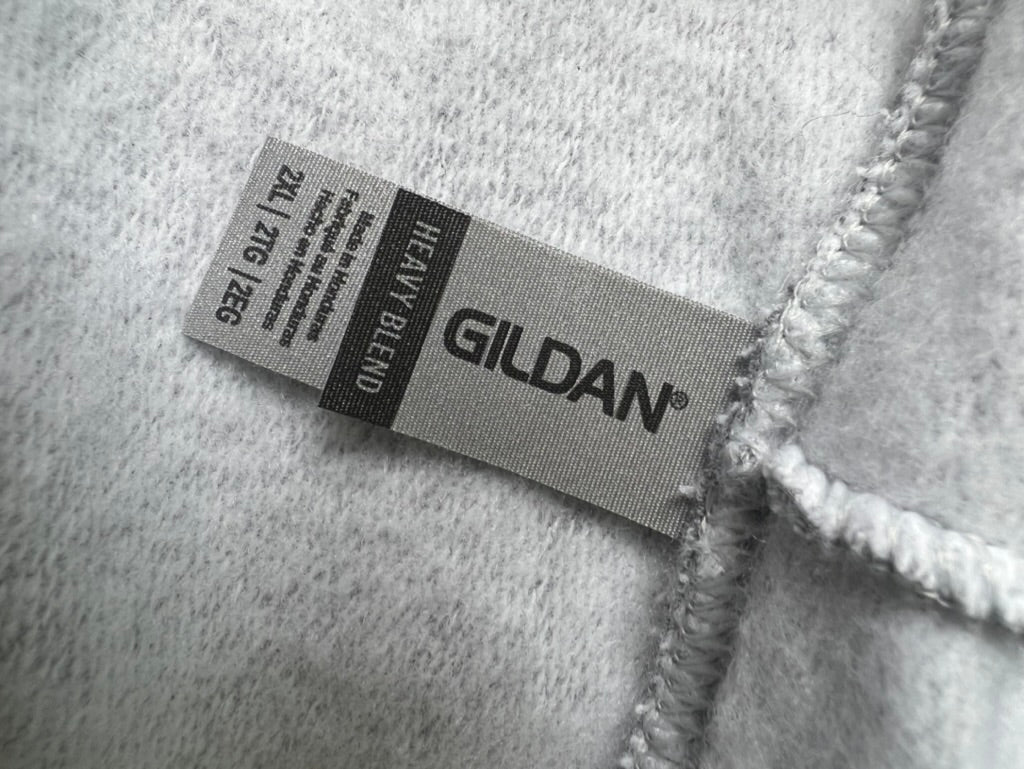 GILDAN®
HEAVY BLEND
Made in Honduras
Fabriqué au Honduras
Hecho en Honduras
2XL | 2TG | 2EG